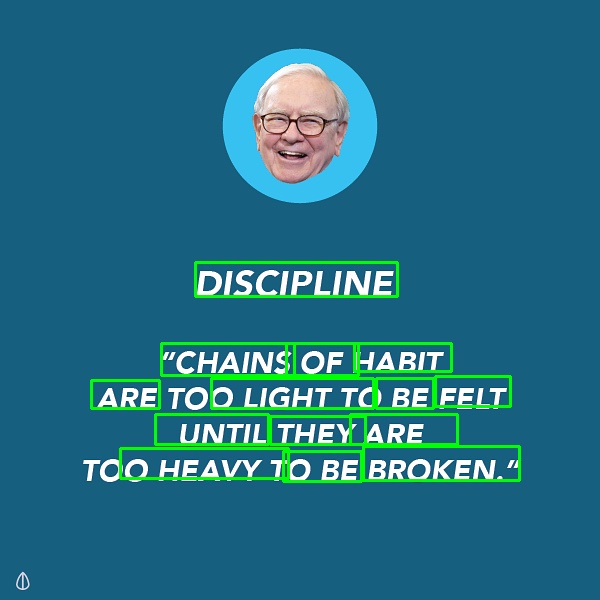 DISCIPLINE
"CHAINS OF HABIT
ARE TOO LIGHT TO BE FELT
UNTIL THEY ARE
TOO HEAVY TO BE BROKEN.“